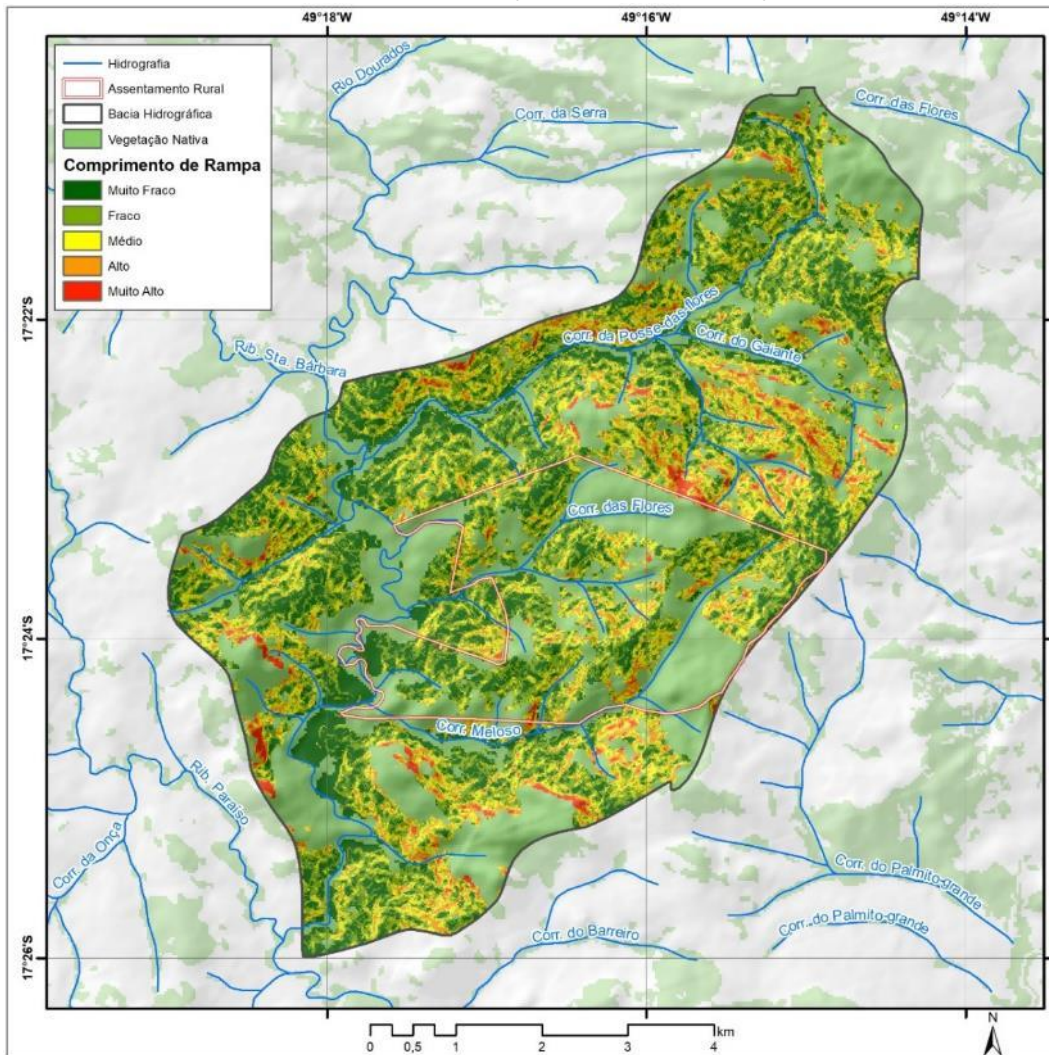 49°18'W
49°16'W
49°14'W
Hidrografia
Assentamento Rural
Bacia Hidrográfica
Vegetação Nativa
Comprimento de Rampa
Muito Fraco
Fraco
Médio
Alto
Muito Alto
Rio Dourados
Corr. da Serra
Corr. das Flores
17°22'S
Rib. Sta. Bárbara
Corr. da Posse das flores
Corr. do Galante
Corr. das Flores
17°24'S
Corr. Meloso
Rib. Paraíso
Corr. da Onça
Corr. do Palmito grande
Corr. do Palmito grande
Corr. do Barreiro
17°26'S
km
0 0,5 1 2 3 4
N